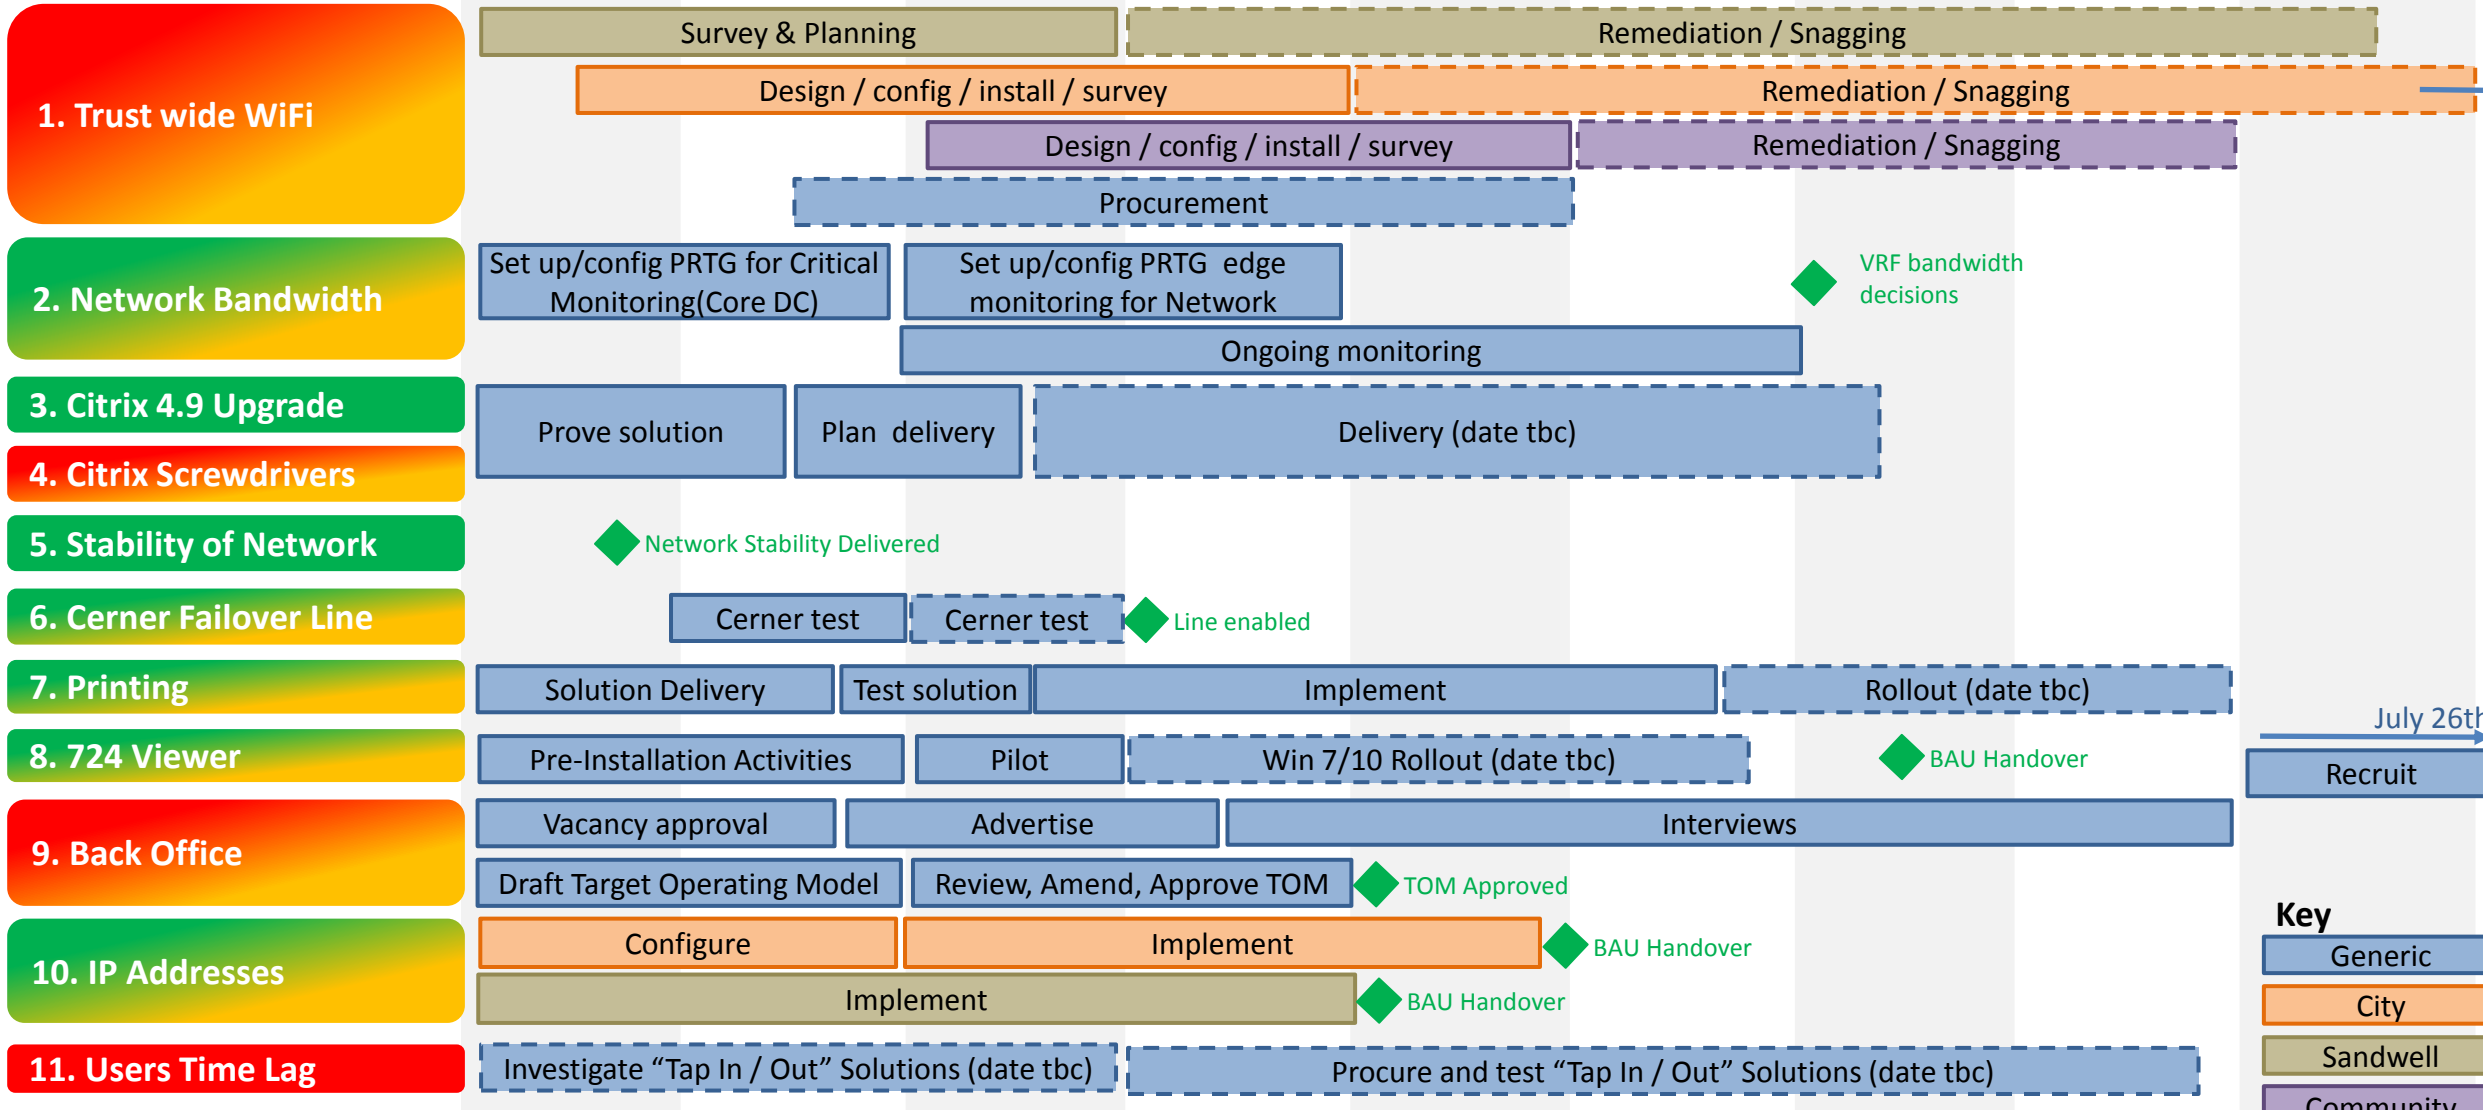 Survey & Planning
Remediation / Snagging
1. Trust wide WiFi
Design / config / install / survey
Remediation / Snagging
Design / config / install / survey
Remediation / Snagging
Procurement
2. Network Bandwidth
Set up/config PRTG for Critical
Monitoring(Core DC)
Set up/config PRTG edge
monitoring for Network
VRF bandwidth
decisions
Ongoing monitoring
3. Citrix 4.9 Upgrade
Prove solution
Plan delivery
Delivery (date tbc)
4. Citrix Screwdrivers
5. Stability of Network
Network Stability Delivered
6. Cerner Failover Line
Cerner test
Cerner test
Line enabled
7. Printing
Solution Delivery
Test solution
Implement
Rollout (date tbc)
July 26th
8. 724 Viewer
Pre-Installation Activities
Pilot
Win 7/10 Rollout (date tbc)
BAU Handover
Recruit
9. Back Office
Vacancy approval
Advertise
Interviews
Draft Target Operating Model
Review, Amend, Approve TOM
TOM Approved
10. IP Addresses
Configure
Implement
BAU Handover
Implement
BAU Handover
11. Users Time Lag
Investigate “Tap In / Out” Solutions (date tbc)
Procure and test “Tap In / Out” Solutions (date tbc)
Key
Generic
City
Sandwell
Community